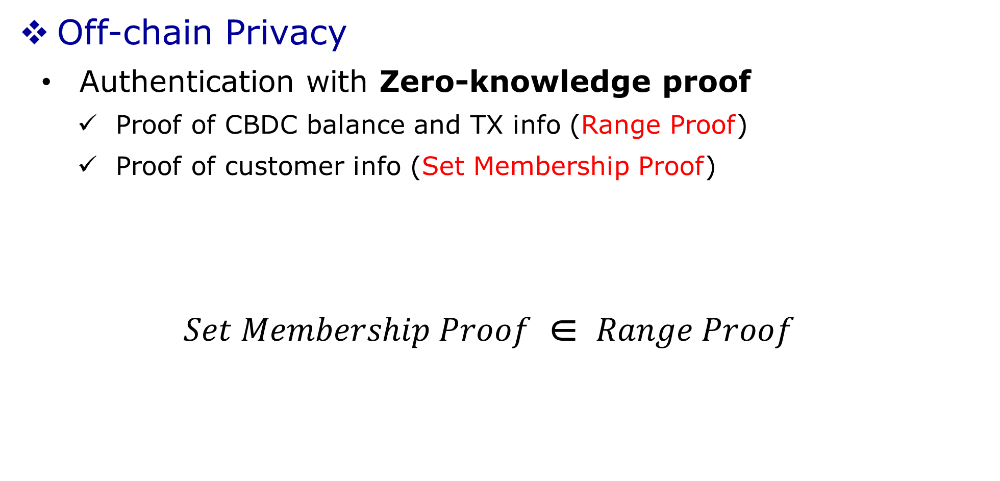 ❖ Off-chain Privacy
• Authentication with Zero-knowledge proof
✓ Proof of CBDC balance and TX info (Range Proof)
✓ Proof of customer info (Set Membership Proof)
Set Membership Proof ∈ Range Proof